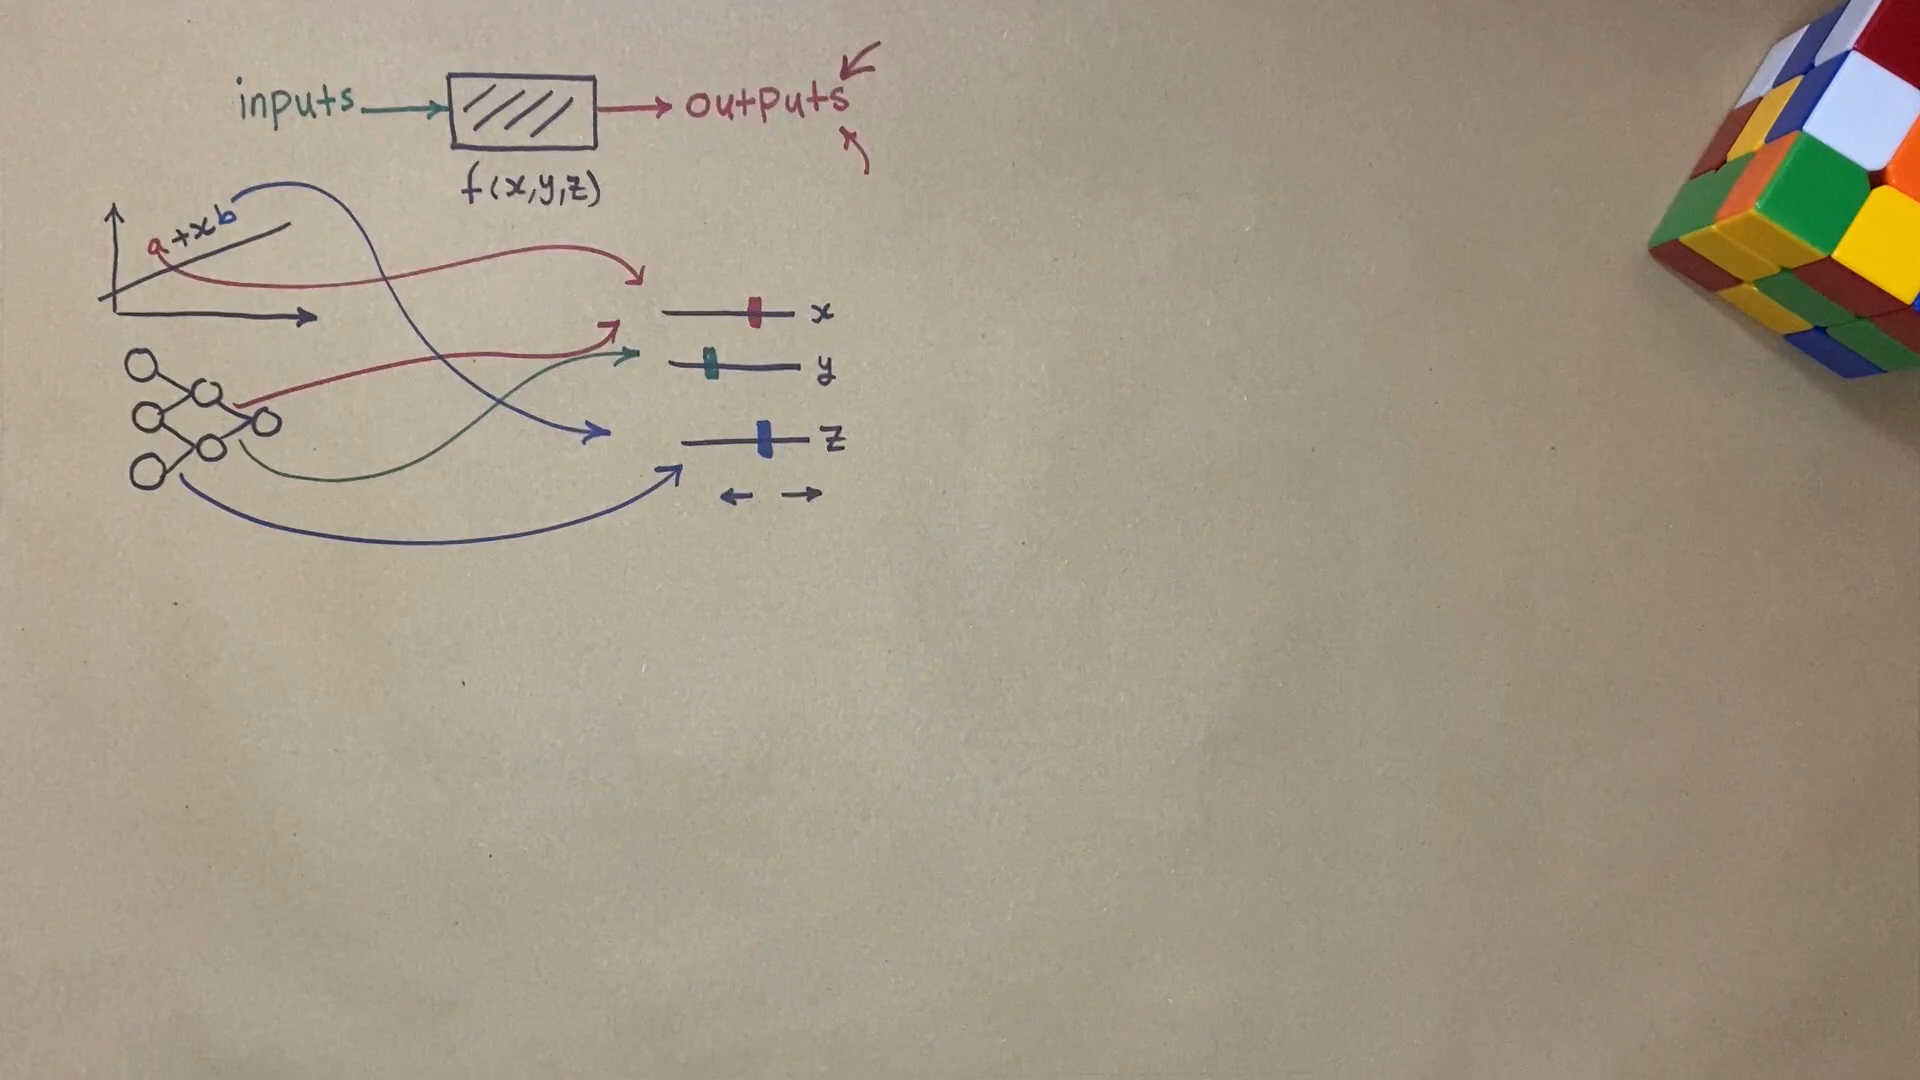 inputs outputs
f(x,y,z)
a+xb
x
y
z